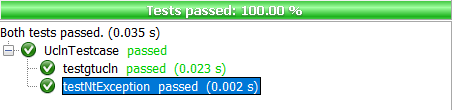 Tests passed: 100.00 %
Both tests passed. (0.035 s)
UclnTestcase passed
testgtucln passed (0.023 s)
testNtException passed (0.002 s)